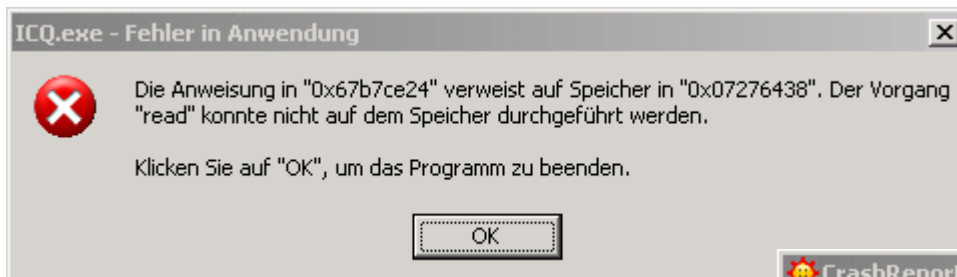 ICQ.exe - Fehler in Anwendung
Die Anweisung in "0x67b7ce24" verweist auf Speicher in "0x07276438". Der Vorgang
"read" konnte nicht auf dem Speicher durchgeführt werden.
Klicken Sie auf "OK", um das Programm zu beenden.
OK
CrashReport